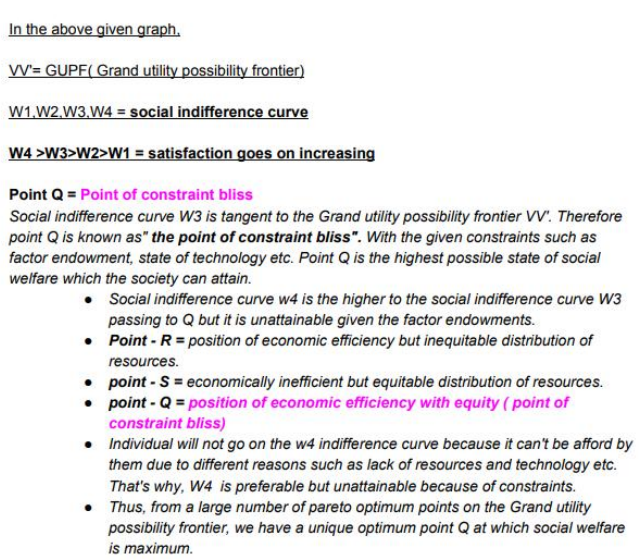 In the above given graph,
VV'= GUPF( Grand utility possibility frontier)
W1,W2,W3,W4 = social indifference curve
W4 >W3>W2>W1 = satisfaction goes on increasing
Point Q = Point of constraint bliss
Social indifference curve W3 is tangent to the Grand utility possibility frontier VV'. Therefore
point Q is known as" the point of constraint bliss". With the given constraints such as
factor endowment, state of technology etc. Point Q is the highest possible state of social
welfare which the society can attain.
● Social indifference curve w4 is the higher to the social indifference curve W3
passing to Q but it is unattainable given the factor endowments.
● Point - R = position of economic efficiency but inequitable distribution of
resources.
● point - S = economically inefficient but equitable distribution of resources.
● point - Q = position of economic efficiency with equity ( point of
constraint bliss)
● Individual will not go on the w4 indifference curve because it can't be afford by
them due to different reasons such as lack of resources and technology etc.
That's why, W4 is preferable but unattainable because of constraints.
● Thus, from a large number of pareto optimum points on the Grand utility
possibility frontier, we have a unique optimum point Q at which social welfare
is maximum.